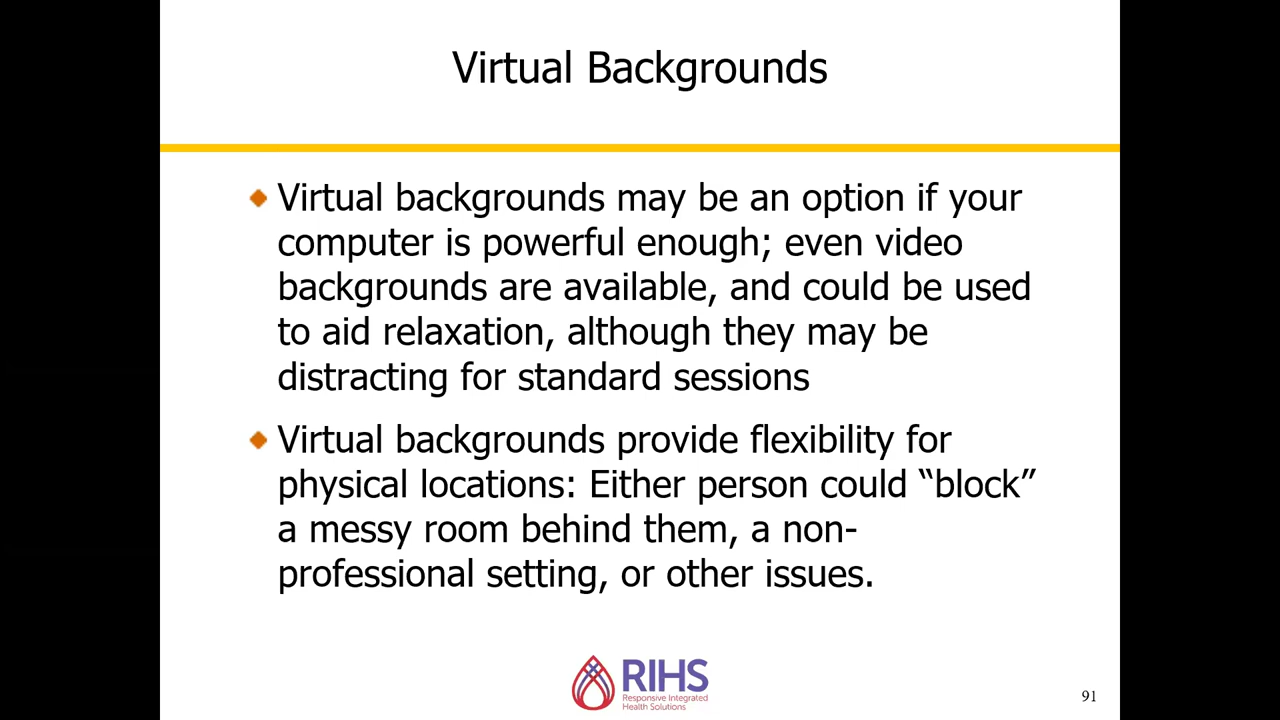 Virtual Backgrounds
Virtual backgrounds may be an option if your
computer is powerful enough; even video
backgrounds are available, and could be used
to aid relaxation, although they may be
distracting for standard sessions
Virtual backgrounds provide flexibility for
physical locations: Either person could “block”
a messy room behind them, a non-
professional setting, or other issues.
RIHS
Responsive Integrated
Health Solutions
91